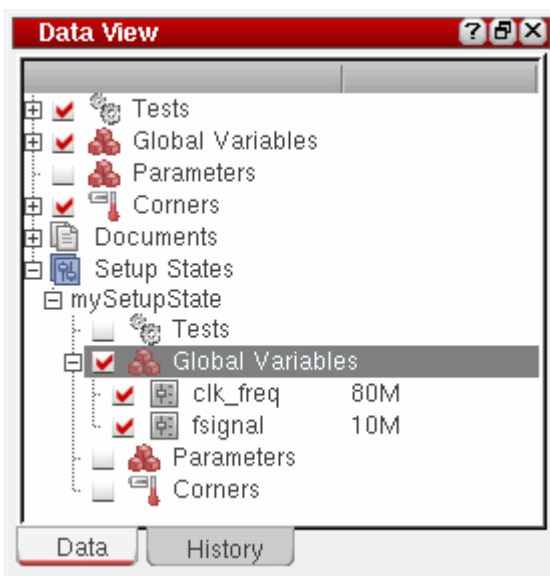 Data View
Tests
Global Variables
Parameters
Corners
Documents
Setup States
mySetupState
Tests
Global Variables
clk_freq 80M
fsignal 10M
Parameters
Corners
Data History